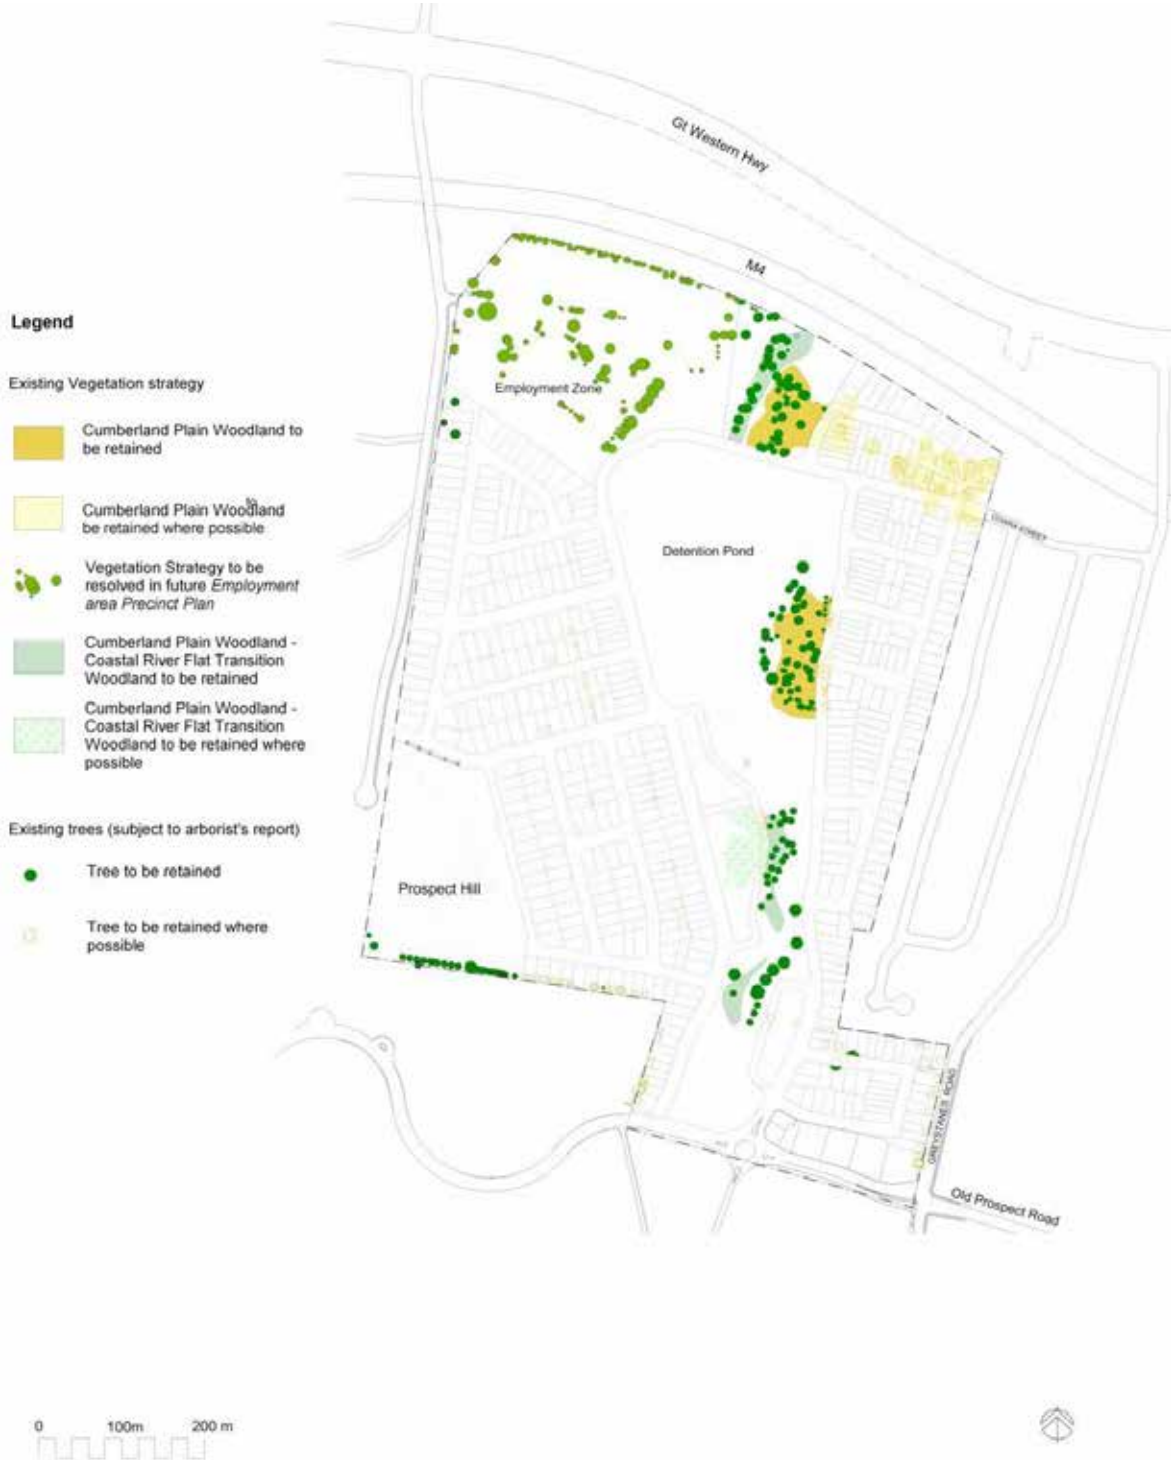 Gt Western Hwy
M4
Legend
Existing Vegetation strategy
Cumberland Plain Woodland to
be retained
to
Cumberland Plain Woodland
be retained where possible
Vegetation Strategy to be
resolved in future Employment
area Precinct Plan
Cumberland Plain Woodland -
Coastal River Flat Transition
Woodland to be retained
Cumberland Plain Woodland -
Coastal River Flat Transition
Woodland to be retained where
possible
Existing trees (subject to arborist's report)
Tree to be retained
Tree to be retained where
possible
Employment Zone
Detention Pond
STREET
Prospect Hill
GREYSTANES ROAD
Old Prospect Road
0 100m 200 m